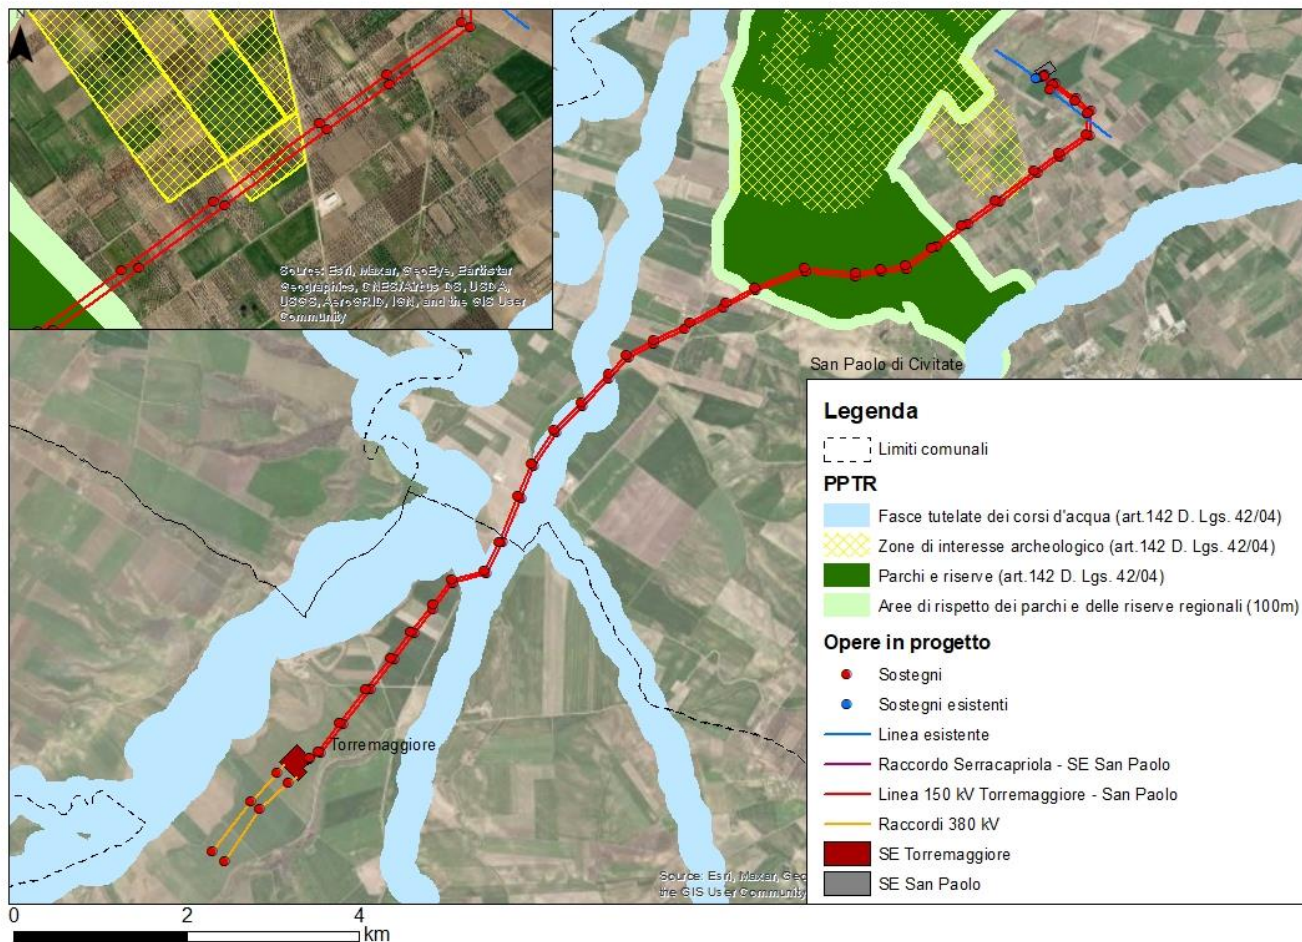 N
Source: Esri, Maxar, GeoEye, Earthstar
Geographics, CNES/Airbus DS, USDA,
USGS, AeroGRID, IGN, and the GIS User
Community
San Paolo di Civitate
Torremaggiore
Source: Esri, Maxar, Geo
the GIS User Community
Legenda
Limiti comunali
PPTR
Fasce tutelate dei corsi d'acqua (art.142 D. Lgs. 42/04)
Zone di interesse archeologico (art.142 D. Lgs. 42/04)
Parchi e riserve (art.142 D. Lgs. 42/04)
Aree di rispetto dei parchi e delle riserve regionali (100m)
Opere in progetto
Sostegni
Sostegni esistenti
Linea esistente
Raccordo Serracapriola - SE San Paolo
Linea 150 kV Torremaggiore - San Paolo
Raccordi 380 kV
SE Torremaggiore
SE San Paolo
0 2 4
km